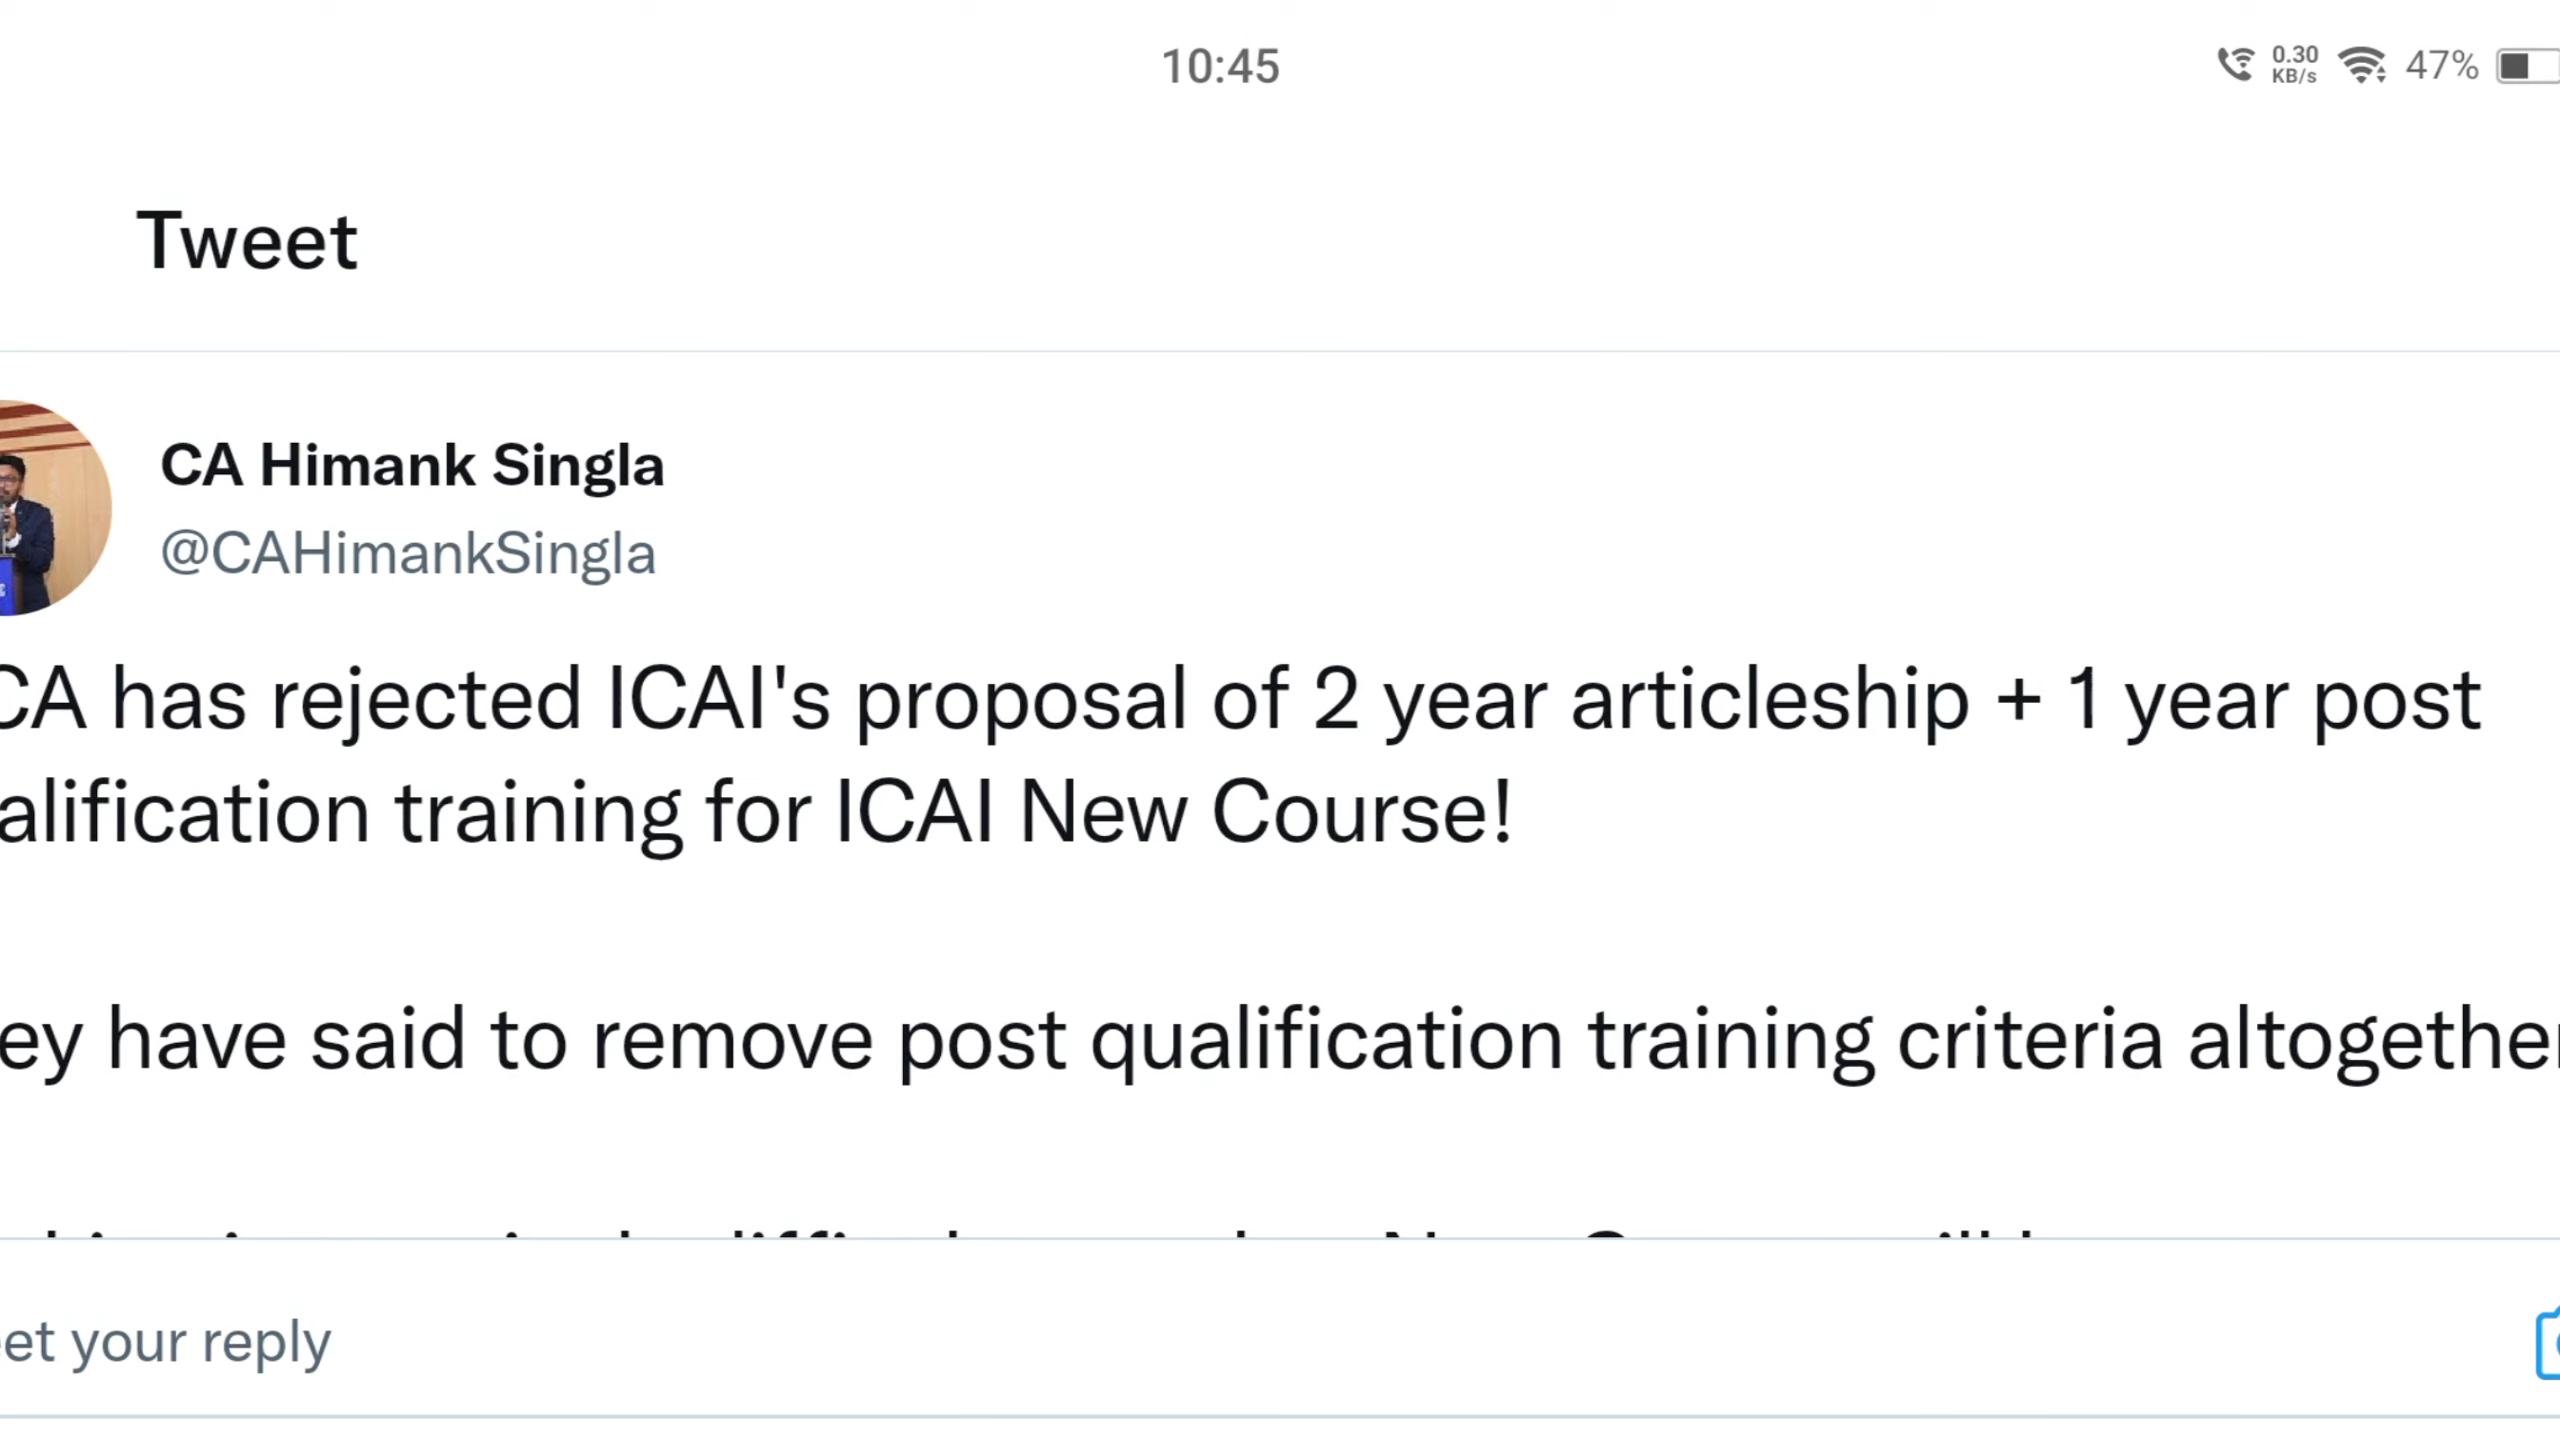 10:45
0.30
KB/s
47%
Tweet
CA Himank Singla
@CAHimankSingla
CA has rejected ICAI's proposal of 2 year articleship + 1 year post
alification training for ICAI New Course!
ey have said to remove post qualification training criteria altogether
et your reply